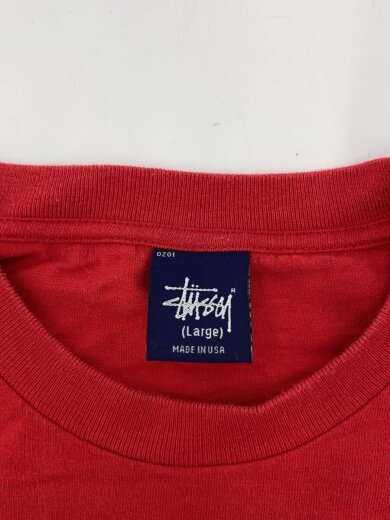 0201
Stüssy ®
(Large)
MADE IN USA